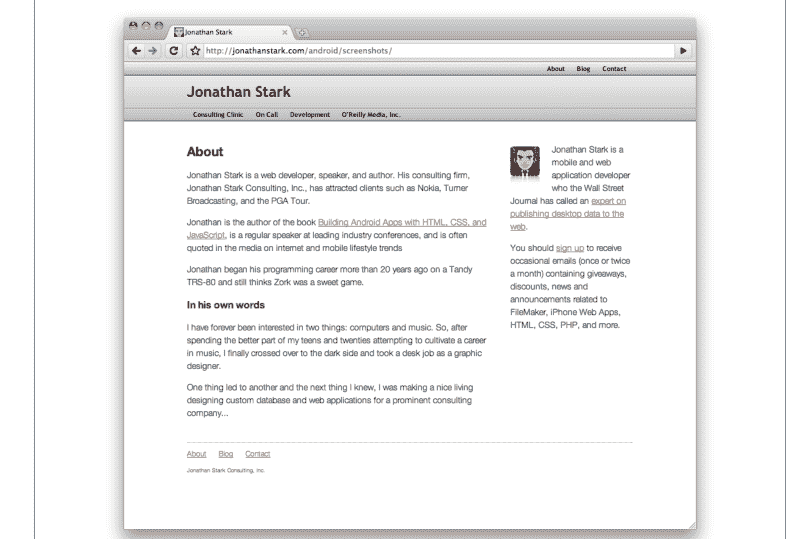 Jonathan Stark
http://jonathanstark.com/android/screenshots/
About Blog Contact
Jonathan Stark
Consulting Clinic On Call Development O'Reilly Media, Inc.
About
Jonathan Stark is a web developer, speaker, and author. His consulting firm,
Jonathan Stark Consulting, Inc., has attracted clients such as Nokia, Turner
Broadcasting, and the PGA Tour.
Jonathan is the author of the book Building Android Apps with HTML, CSS, and
JavaScript, is a regular speaker at leading industry conferences, and is often
quoted in the media on internet and mobile lifestyle trends
Jonathan began his programming career more than 20 years ago on a Tandy
TRS-80 and still thinks Zork was a sweet game.
In his own words
I have forever been interested in two things: computers and music. So, after
spending the better part of my teens and twenties attempting to cultivate a career
in music, I finally crossed over to the dark side and took a desk job as a graphic
designer.
One thing led to another and the next thing I knew, I was making a nice living
designing custom database and web applications for a prominent consulting
company...
Jonathan Stark is a
mobile and web
application developer
who the Wall Street
Journal has called an expert on
publishing desktop data to the
web.
You should sign up to receive
occasional emails (once or twice
a month) containing giveaways,
discounts, news and
announcements related to
FileMaker, iPhone Web Apps,
HTML, CSS, PHP, and more.
About Blog Contact
Jonathan Stark Consulting, Inc.